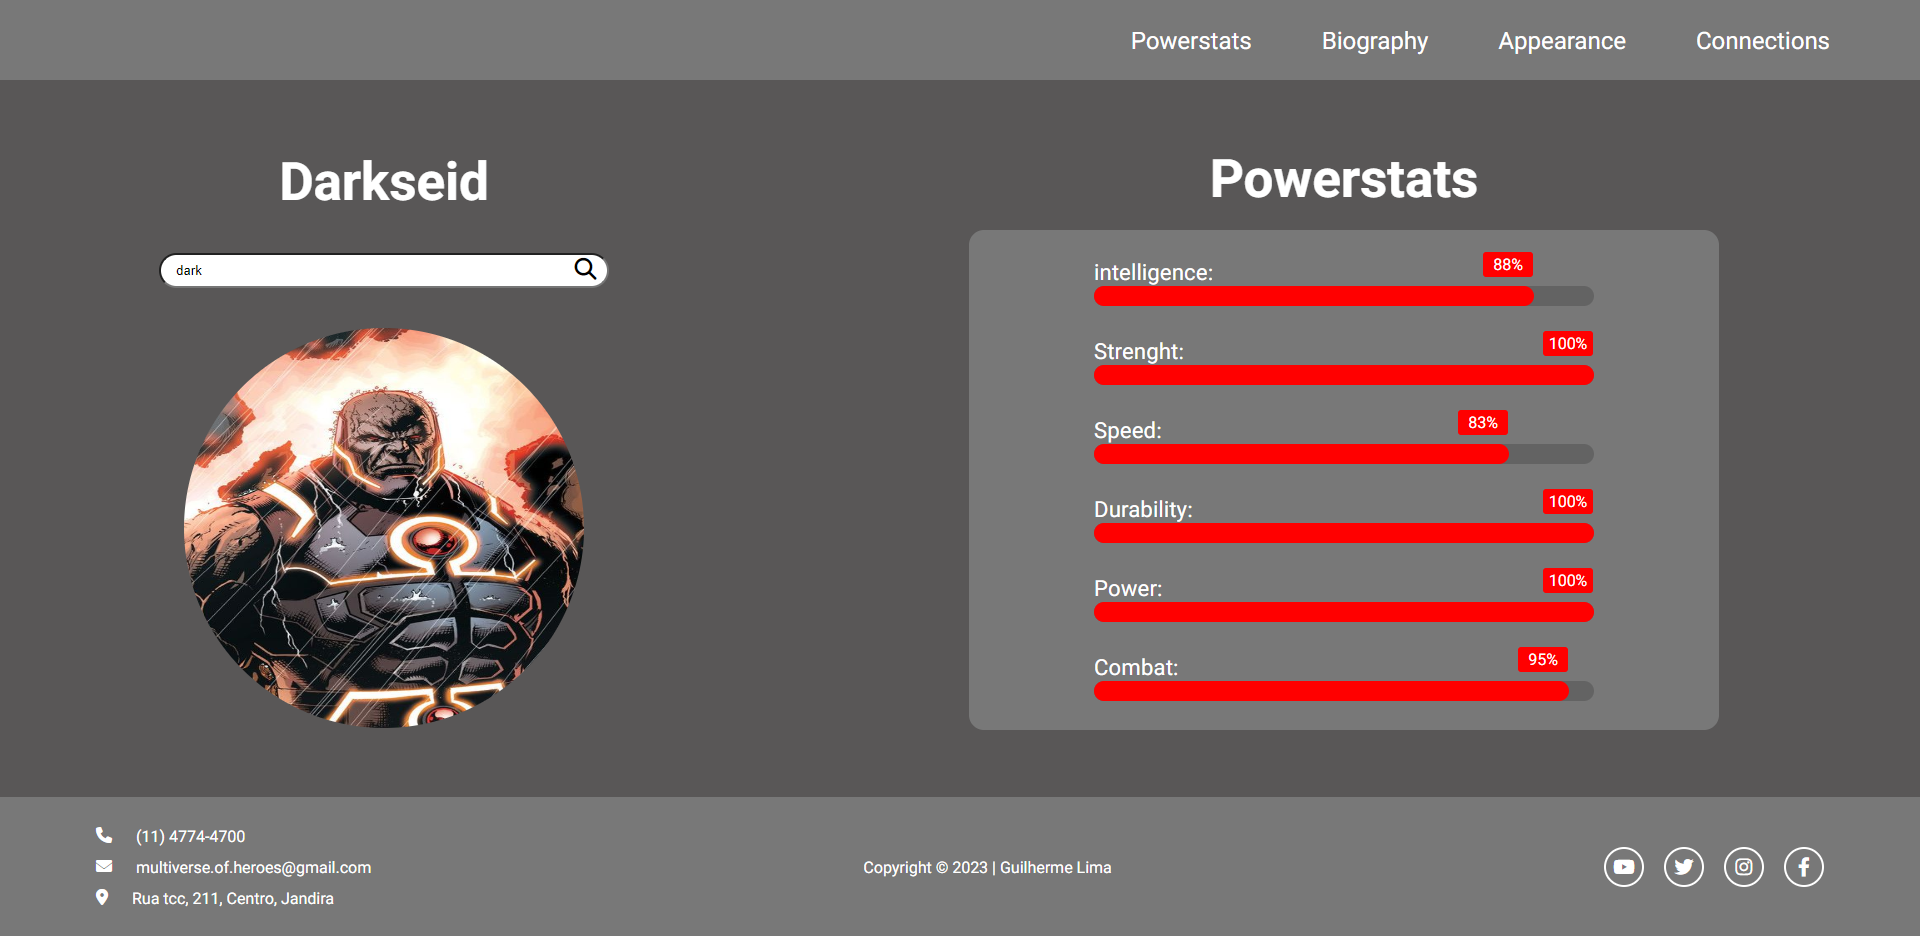 Powerstats Biography Appearance Connections
Darkseid
dark
Powerstats
intelligence: 88%
Strenght: 100%
Speed: 83%
Durability: 100%
Power: 100%
Combat: 95%
(11) 4774-4700
multiverse.of.heroes@gmail.com
Rua tcc, 211, Centro, Jandira
Copyright © 2023 | Guilherme Lima